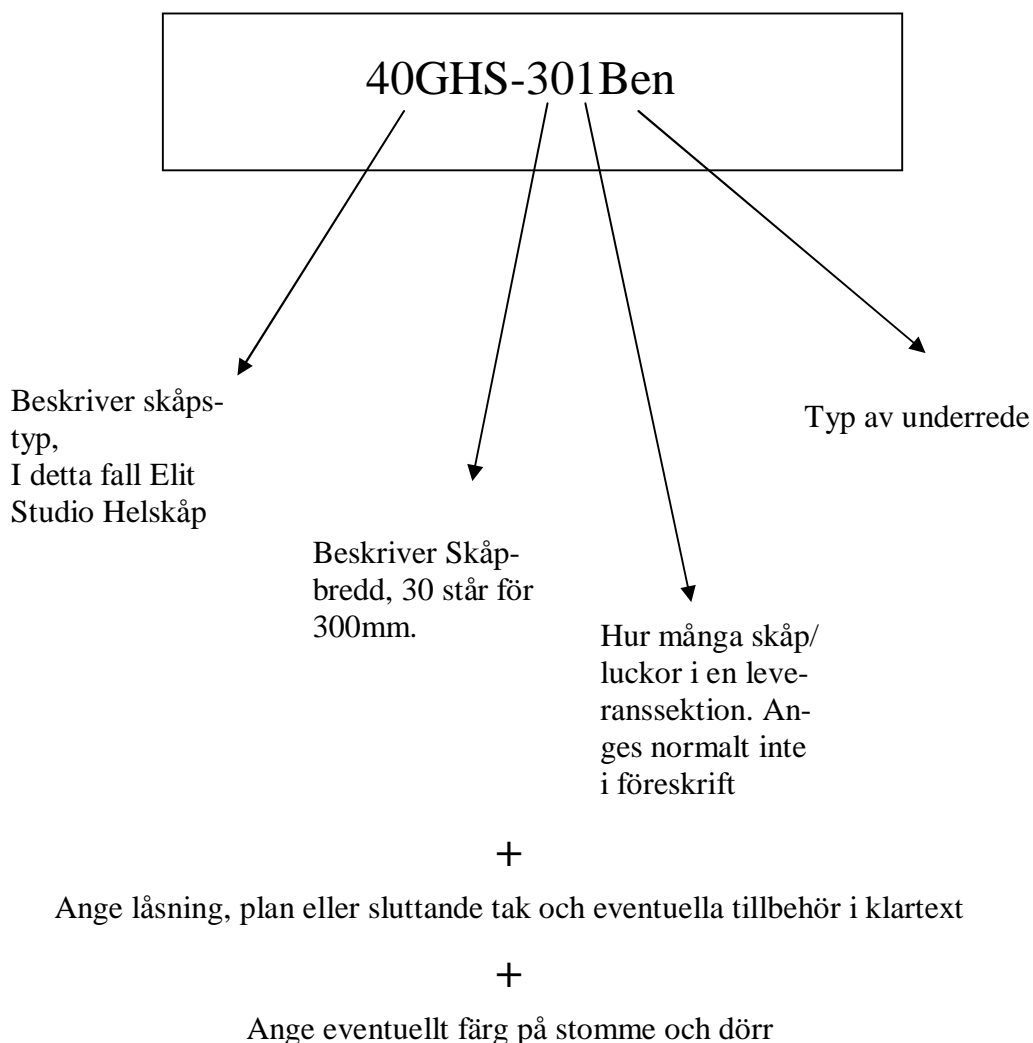 40GHS-301Ben
Beskriver skåps-
typ,
I detta fall Elit
Studio Helskåp
Beskriver Skåp-
bredd, 30 står för
300mm.
Hur många skåp/
luckor i en leve-
ranssektion. An-
ges normalt inte
i föreskrift
Typ av underrede
+
Ange låsning, plan eller sluttande tak och eventuella tillbehör i klartext
+
Ange eventuellt färg på stomme och dörr